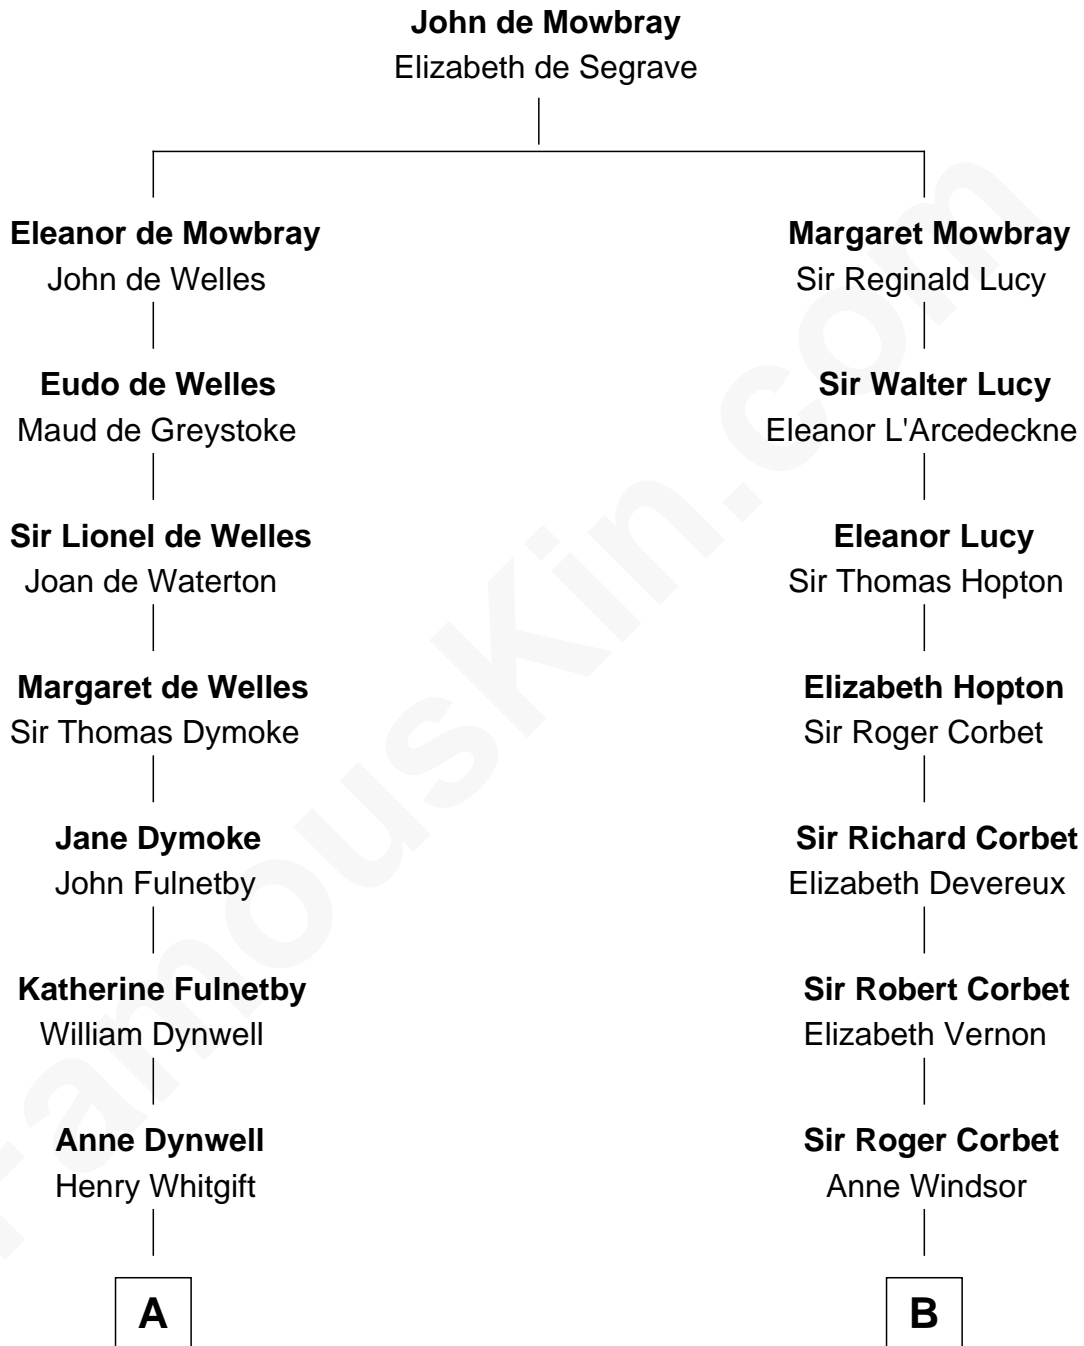 John de Mowbray
Elizabeth de Segrave
Eleanor de Mowbray
John de Welles
Margaret Mowbray
Sir Reginald Lucy
Eudo de Welles
Maud de Greystoke
Sir Walter Lucy
Eleanor L'Arcedeckne
Sir Lionel de Welles
Joan de Waterton
Eleanor Lucy
Sir Thomas Hopton
Margaret de Welles
Sir Thomas Dymoke
Elizabeth Hopton
Sir Roger Corbet
Jane Dymoke
John Fulnetby
Sir Richard Corbet
Elizabeth Devereux
Katherine Fulnetby
William Dynwell
Sir Robert Corbet
Elizabeth Vernon
Anne Dynwell
Henry Whitgift
Sir Roger Corbet
Anne Windsor
A
B
FamousKin.com